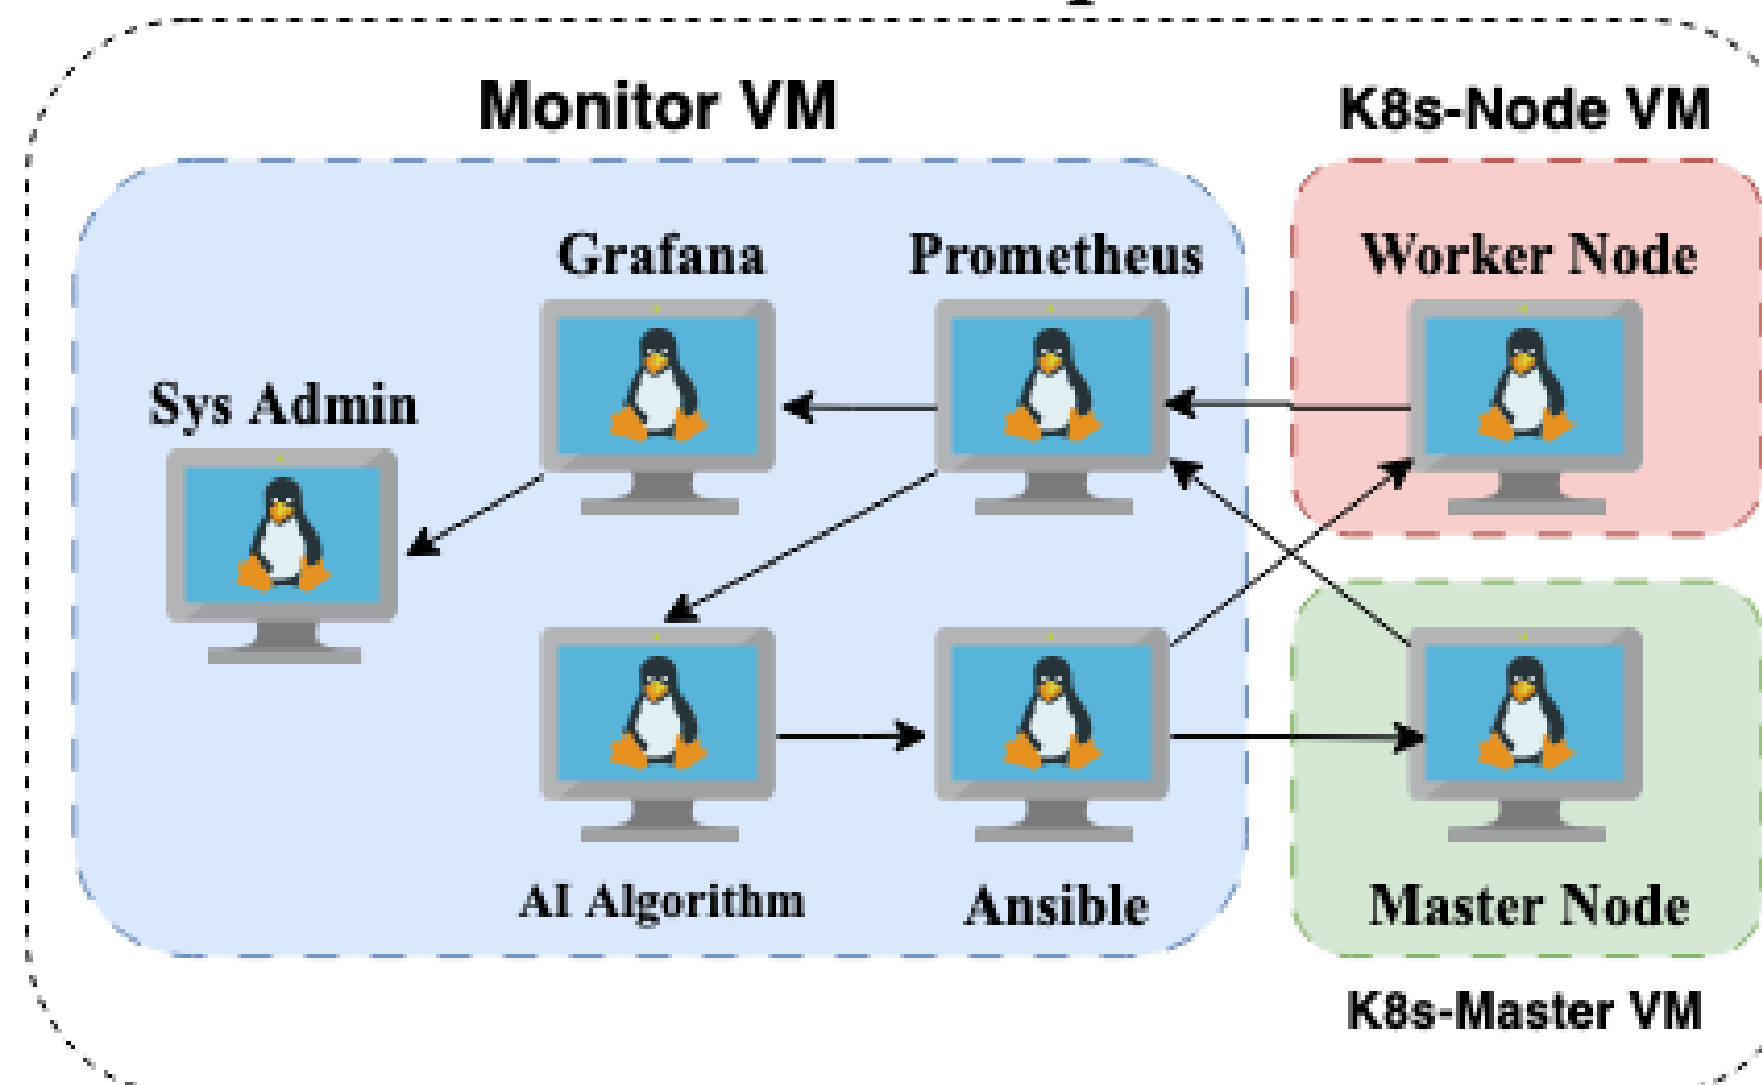 Monitor VM
K8s-Node VM
Grafana
Prometheus
Worker Node
Sys Admin
AI Algorithm
Ansible
Master Node
K8s-Master VM